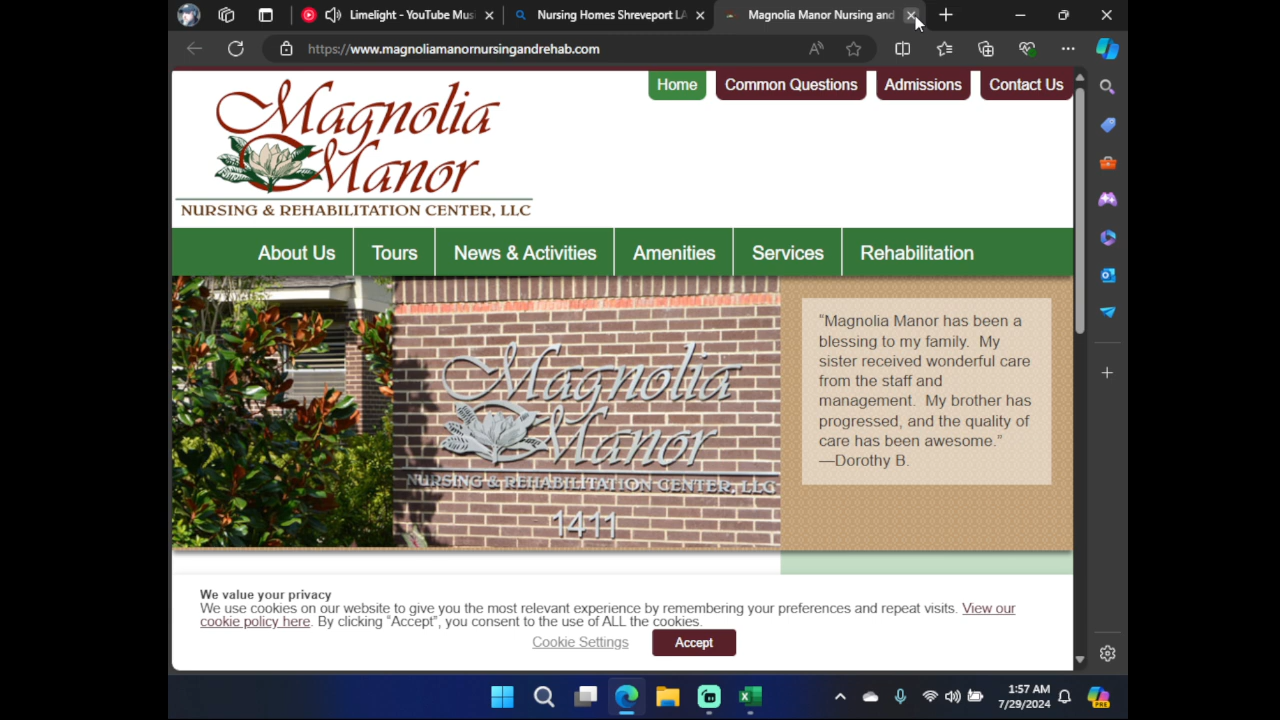 Limelight - YouTube Mus
Nursing Homes Shreveport LA
Magnolia Manor Nursing and
https://www.magnoliamanornursingandrehab.com
Home
Common Questions
Admissions
Contact Us
Magnolia
Manor
NURSING & REHABILITATION CENTER, LLC
About Us
Tours
News & Activities
Amenities
Services
Rehabilitation
Magnolia
Manor
NURSING & REHABILITATION CENTER, LLC
1411
“Magnolia Manor has been a
blessing to my family. My
sister received wonderful care
from the staff and
management. My brother has
progressed, and the quality of
care has been awesome.”
—Dorothy B.
We value your privacy
We use cookies on our website to give you the most relevant experience by remembering your preferences and repeat visits. View our
cookie policy here. By clicking “Accept”, you consent to the use of ALL the cookies.
Cookie Settings
Accept
1:57 AM
7/29/2024
PRE